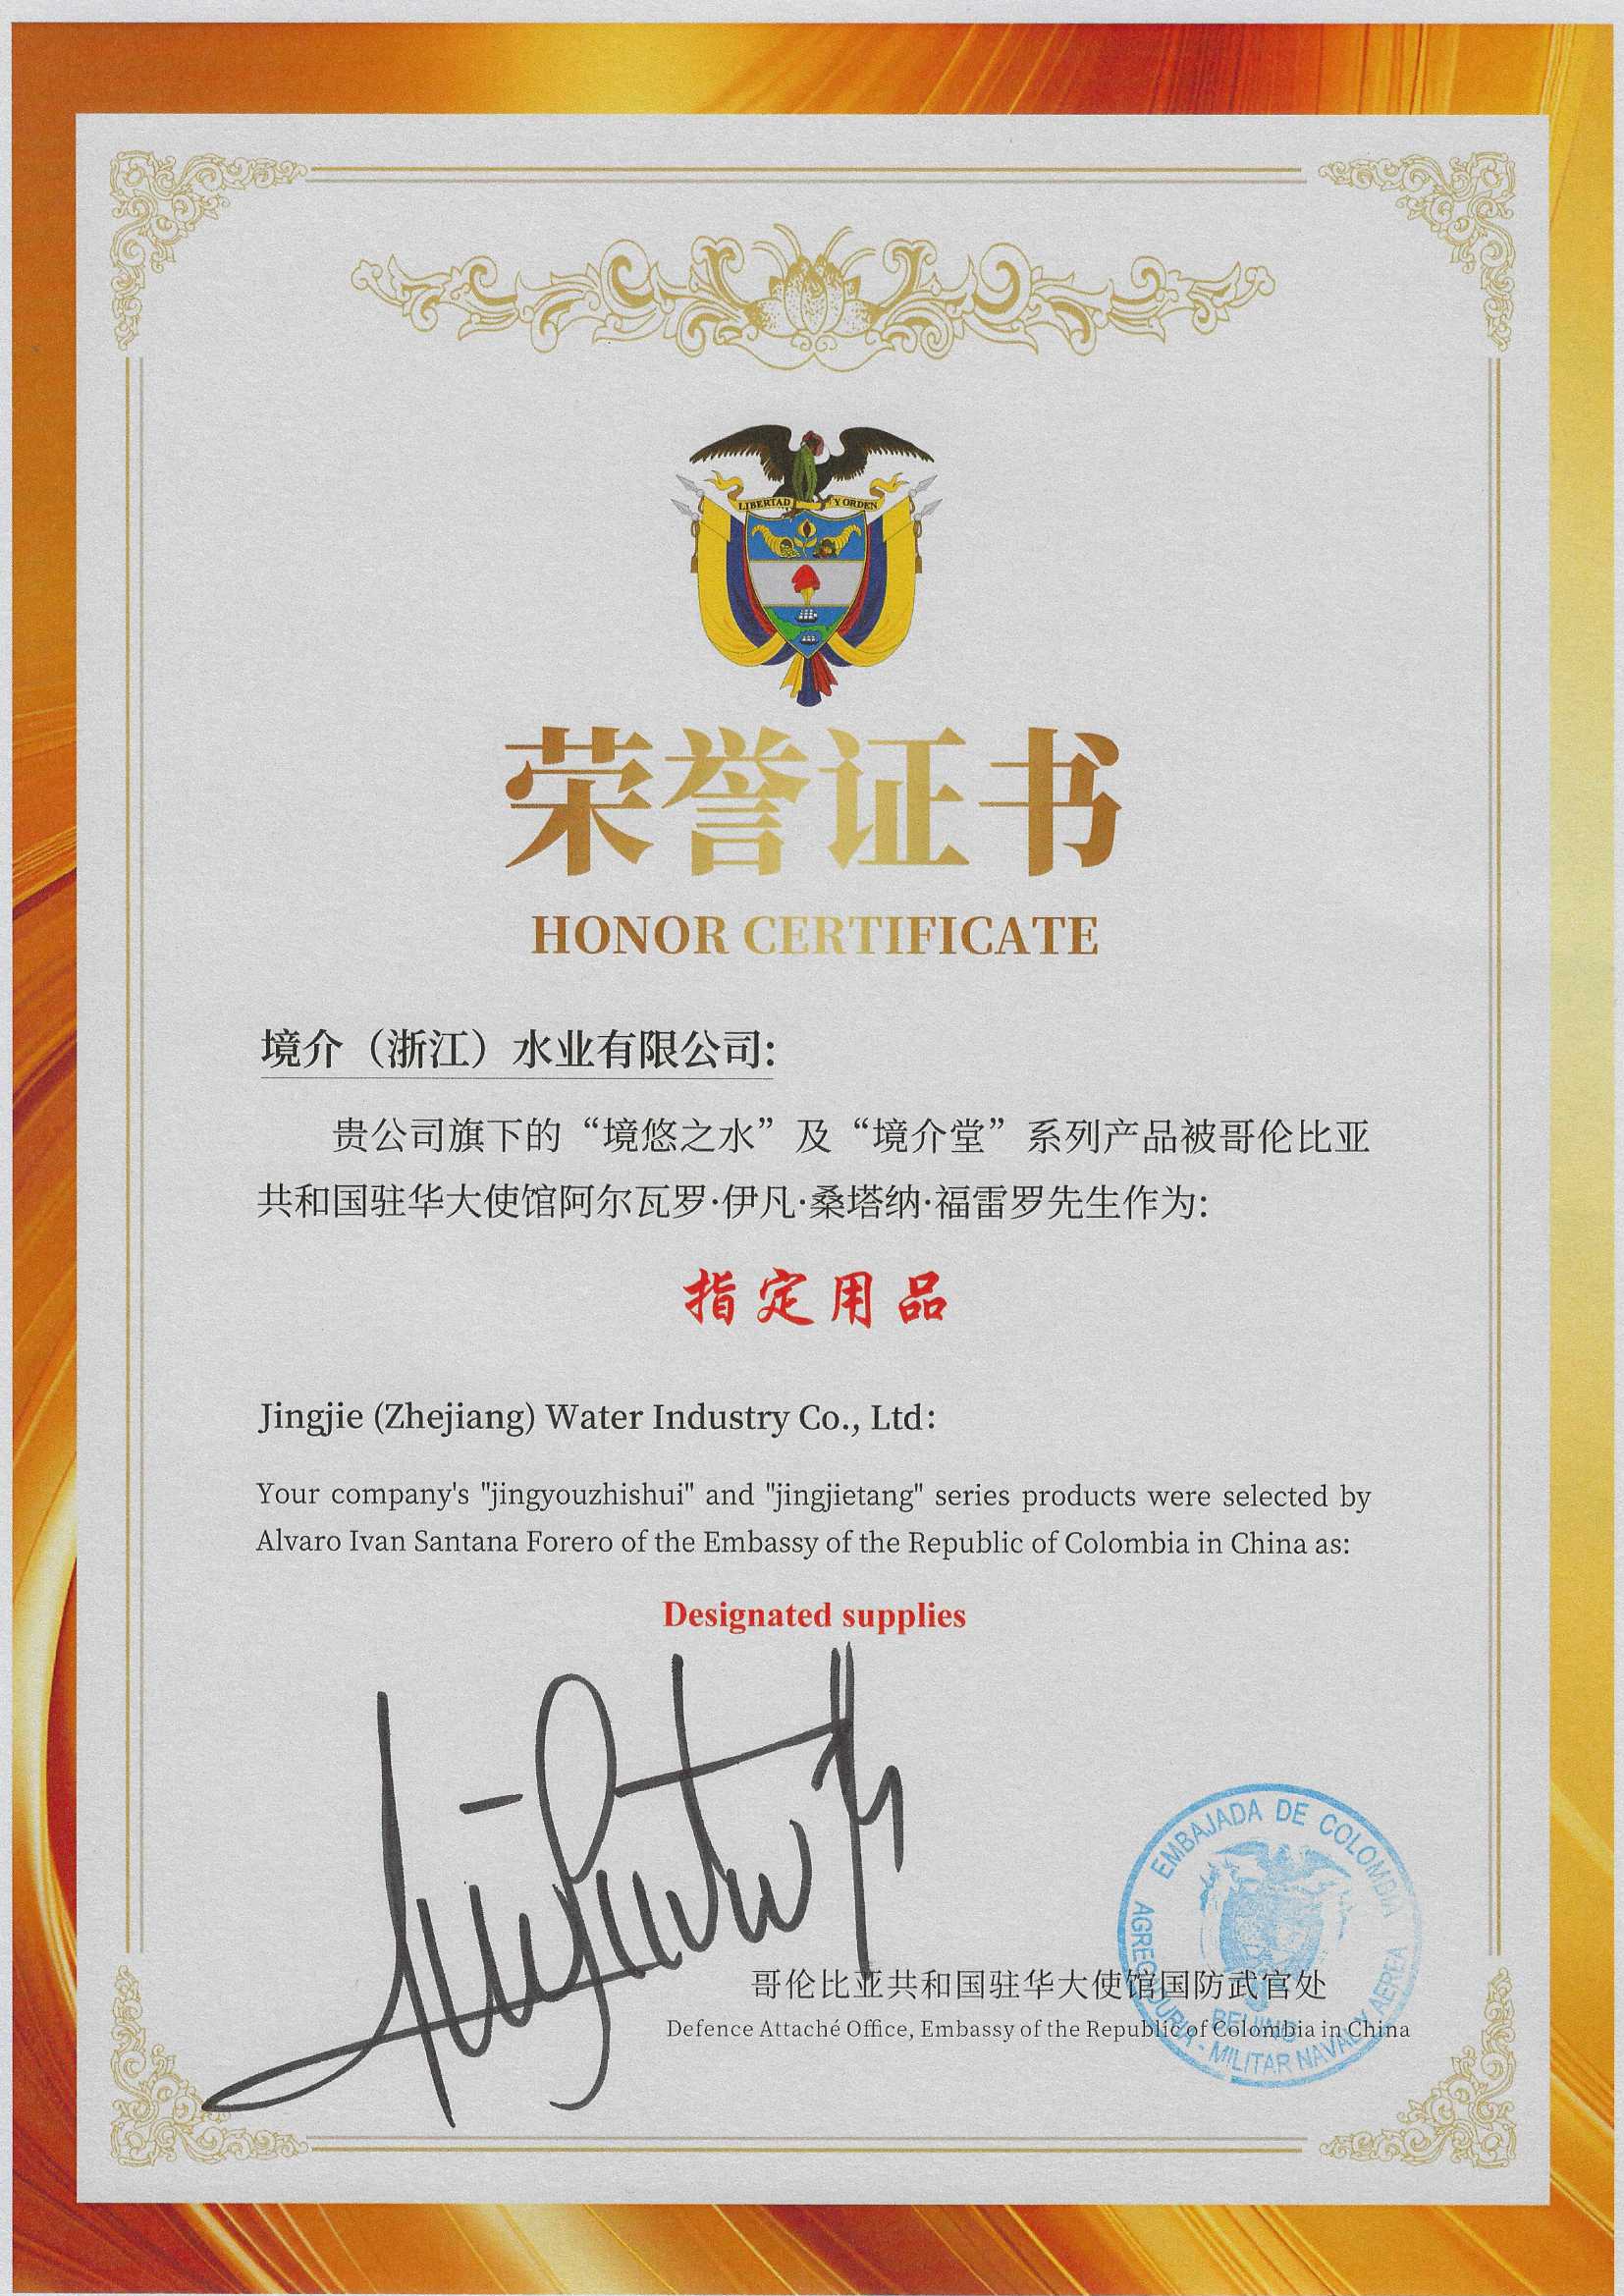 LIBERTAD Y ORDEN
荣誉证书
HONOR CERTIFICATE
境介（浙江）水业有限公司:
贵公司旗下的“境悠之水”及“境介堂”系列产品被哥伦比亚
共和国驻华大使馆阿尔瓦罗·伊凡·桑塔纳·福雷罗先生作为:
指定用品
Jingjie (Zhejiang) Water Industry Co., Ltd:
Your company's "jingyouzhishui" and "jingjietang" series products were selected by
Alvaro Ivan Santana Forero of the Embassy of the Republic of Colombia in China as:
Designated supplies
EMBAJADA DE COLOMBIA
哥伦比亚共和国驻华大使馆国防武官处
Defence Attaché Office, Embassy of the Republic of Colombia in China
BEIJING
AGREGADURIA - MILITAR NAVAL Y AEREA